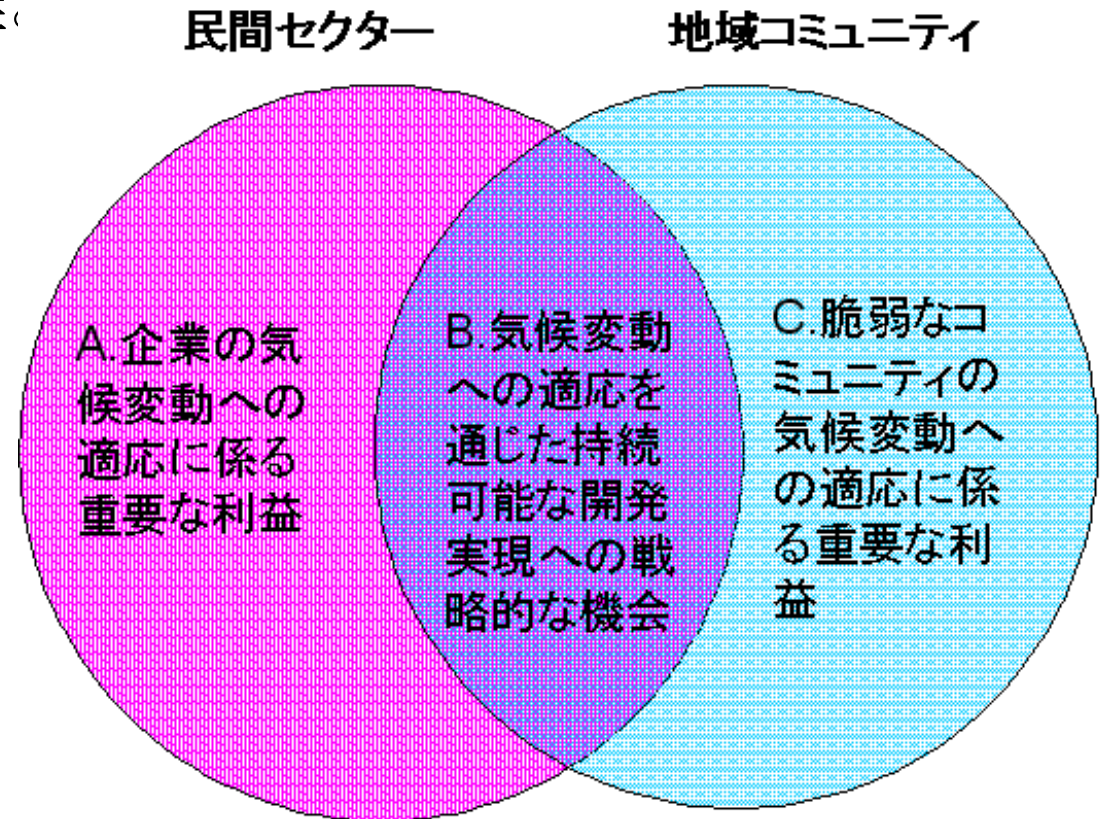 民間セクター
地域コミュニティ
A.企業の気
候変動への
適応に係る
重要な利益
B.気候変動
への適応を
通じた持続
可能な開発
実現への戦
略的な機会
C.脆弱なコ
ミュニティの
気候変動へ
の適応に係
る重要な利
益